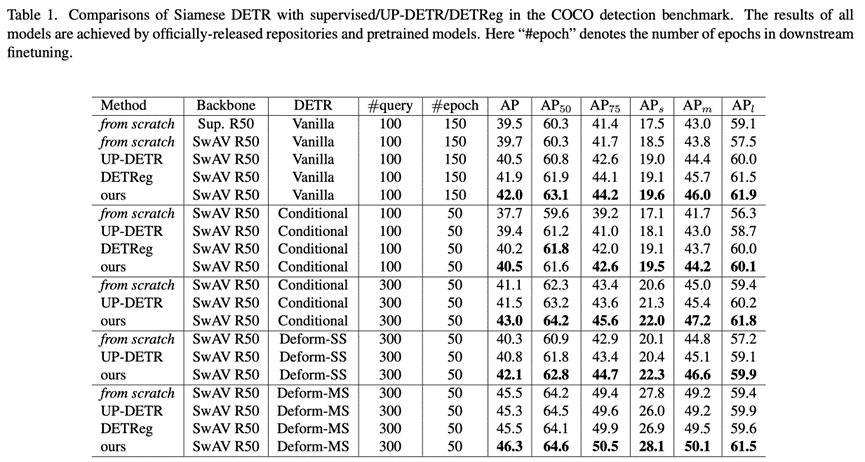 Table 1. Comparisons of Siamese DETR with supervised/UP-DETR/DETReg in the COCO detection benchmark. The results of all
models are achieved by officially-released repositories and pretrained models. Here “#epoch” denotes the number of epochs in downstream
finetuning.
Method Backbone DETR #query #epoch AP AP50 AP75 APs APm APl
from scratch Sup. R50 Vanilla 100 150 39.5 60.3 41.4 17.5 43.0 59.1
from scratch SwAV R50 Vanilla 100 150 39.7 60.3 41.7 18.5 43.8 57.5
UP-DETR SwAV R50 Vanilla 100 150 40.5 60.8 42.6 19.0 44.4 60.0
DETReg SwAV R50 Vanilla 100 150 41.9 61.9 44.1 19.1 45.7 61.5
ours SwAV R50 Vanilla 100 150 42.0 63.1 44.2 19.6 46.0 61.9
from scratch SwAV R50 Conditional 100 50 37.7 59.6 39.2 17.1 41.7 56.3
UP-DETR SwAV R50 Conditional 100 50 39.4 61.2 41.0 18.1 43.0 58.7
DETReg SwAV R50 Conditional 100 50 40.2 61.8 42.0 19.1 43.7 60.0
ours SwAV R50 Conditional 100 50 40.5 61.6 42.6 19.5 44.2 60.1
from scratch SwAV R50 Conditional 300 50 41.1 62.3 43.4 20.6 45.0 59.4
UP-DETR SwAV R50 Conditional 300 50 41.5 63.2 43.6 21.3 45.4 60.2
ours SwAV R50 Conditional 300 50 43.0 64.2 45.6 22.0 47.2 61.8
from scratch SwAV R50 Deform-SS 300 50 40.3 60.9 42.9 20.1 44.8 57.2
UP-DETR SwAV R50 Deform-SS 300 50 40.8 61.8 43.4 20.4 45.1 59.1
ours SwAV R50 Deform-SS 300 50 42.1 62.8 44.7 22.3 46.6 59.9
from scratch SwAV R50 Deform-MS 300 50 45.5 64.2 49.4 27.8 49.2 59.4
UP-DETR SwAV R50 Deform-MS 300 50 45.3 64.5 49.6 26.0 49.2 59.9
DETReg SwAV R50 Deform-MS 300 50 45.5 64.1 49.9 26.9 49.5 59.6
ours SwAV R50 Deform-MS 300 50 46.3 64.6 50.5 28.1 50.1 61.5